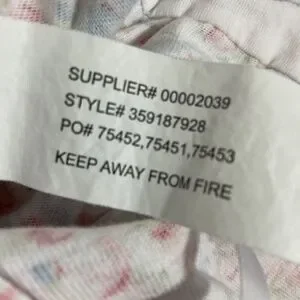 SUPPLIER# 00002039
STYLE# 359187928
PO# 75452,75451,75453
KEEP AWAY FROM FIRE